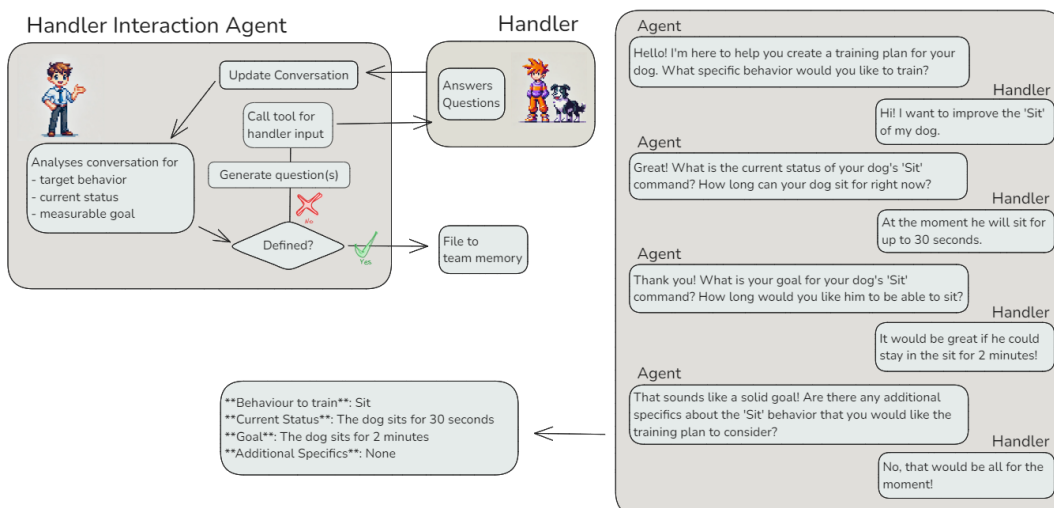 Handler Interaction Agent
Update Conversation
Call tool for
handler input
Generate question(s)
Analyses conversation for
- target behavior
- current status
- measurable goal
No
Defined?
Yes
Handler
Answers
Questions
File to
team memory
Agent
Hello! I'm here to help you create a training plan for your
dog. What specific behavior would you like to train?
Handler
Hi! I want to improve the 'Sit'
of my dog.
Agent
Great! What is the current status of your dog's 'Sit'
command? How long can your dog sit for right now?
Handler
At the moment he will sit for
up to 30 seconds.
Agent
Thank you! What is your goal for your dog's 'Sit'
command? How long would you like him to be able to sit?
Handler
It would be great if he could
stay in the sit for 2 minutes!
Agent
That sounds like a solid goal! Are there any additional
specifics about the 'Sit' behavior that you would like the
training plan to consider?
Handler
No, that would be all for the
moment!
**Behaviour to train**: Sit
**Current Status**: The dog sits for 30 seconds
**Goal**: The dog sits for 2 minutes
**Additional Specifics**: None